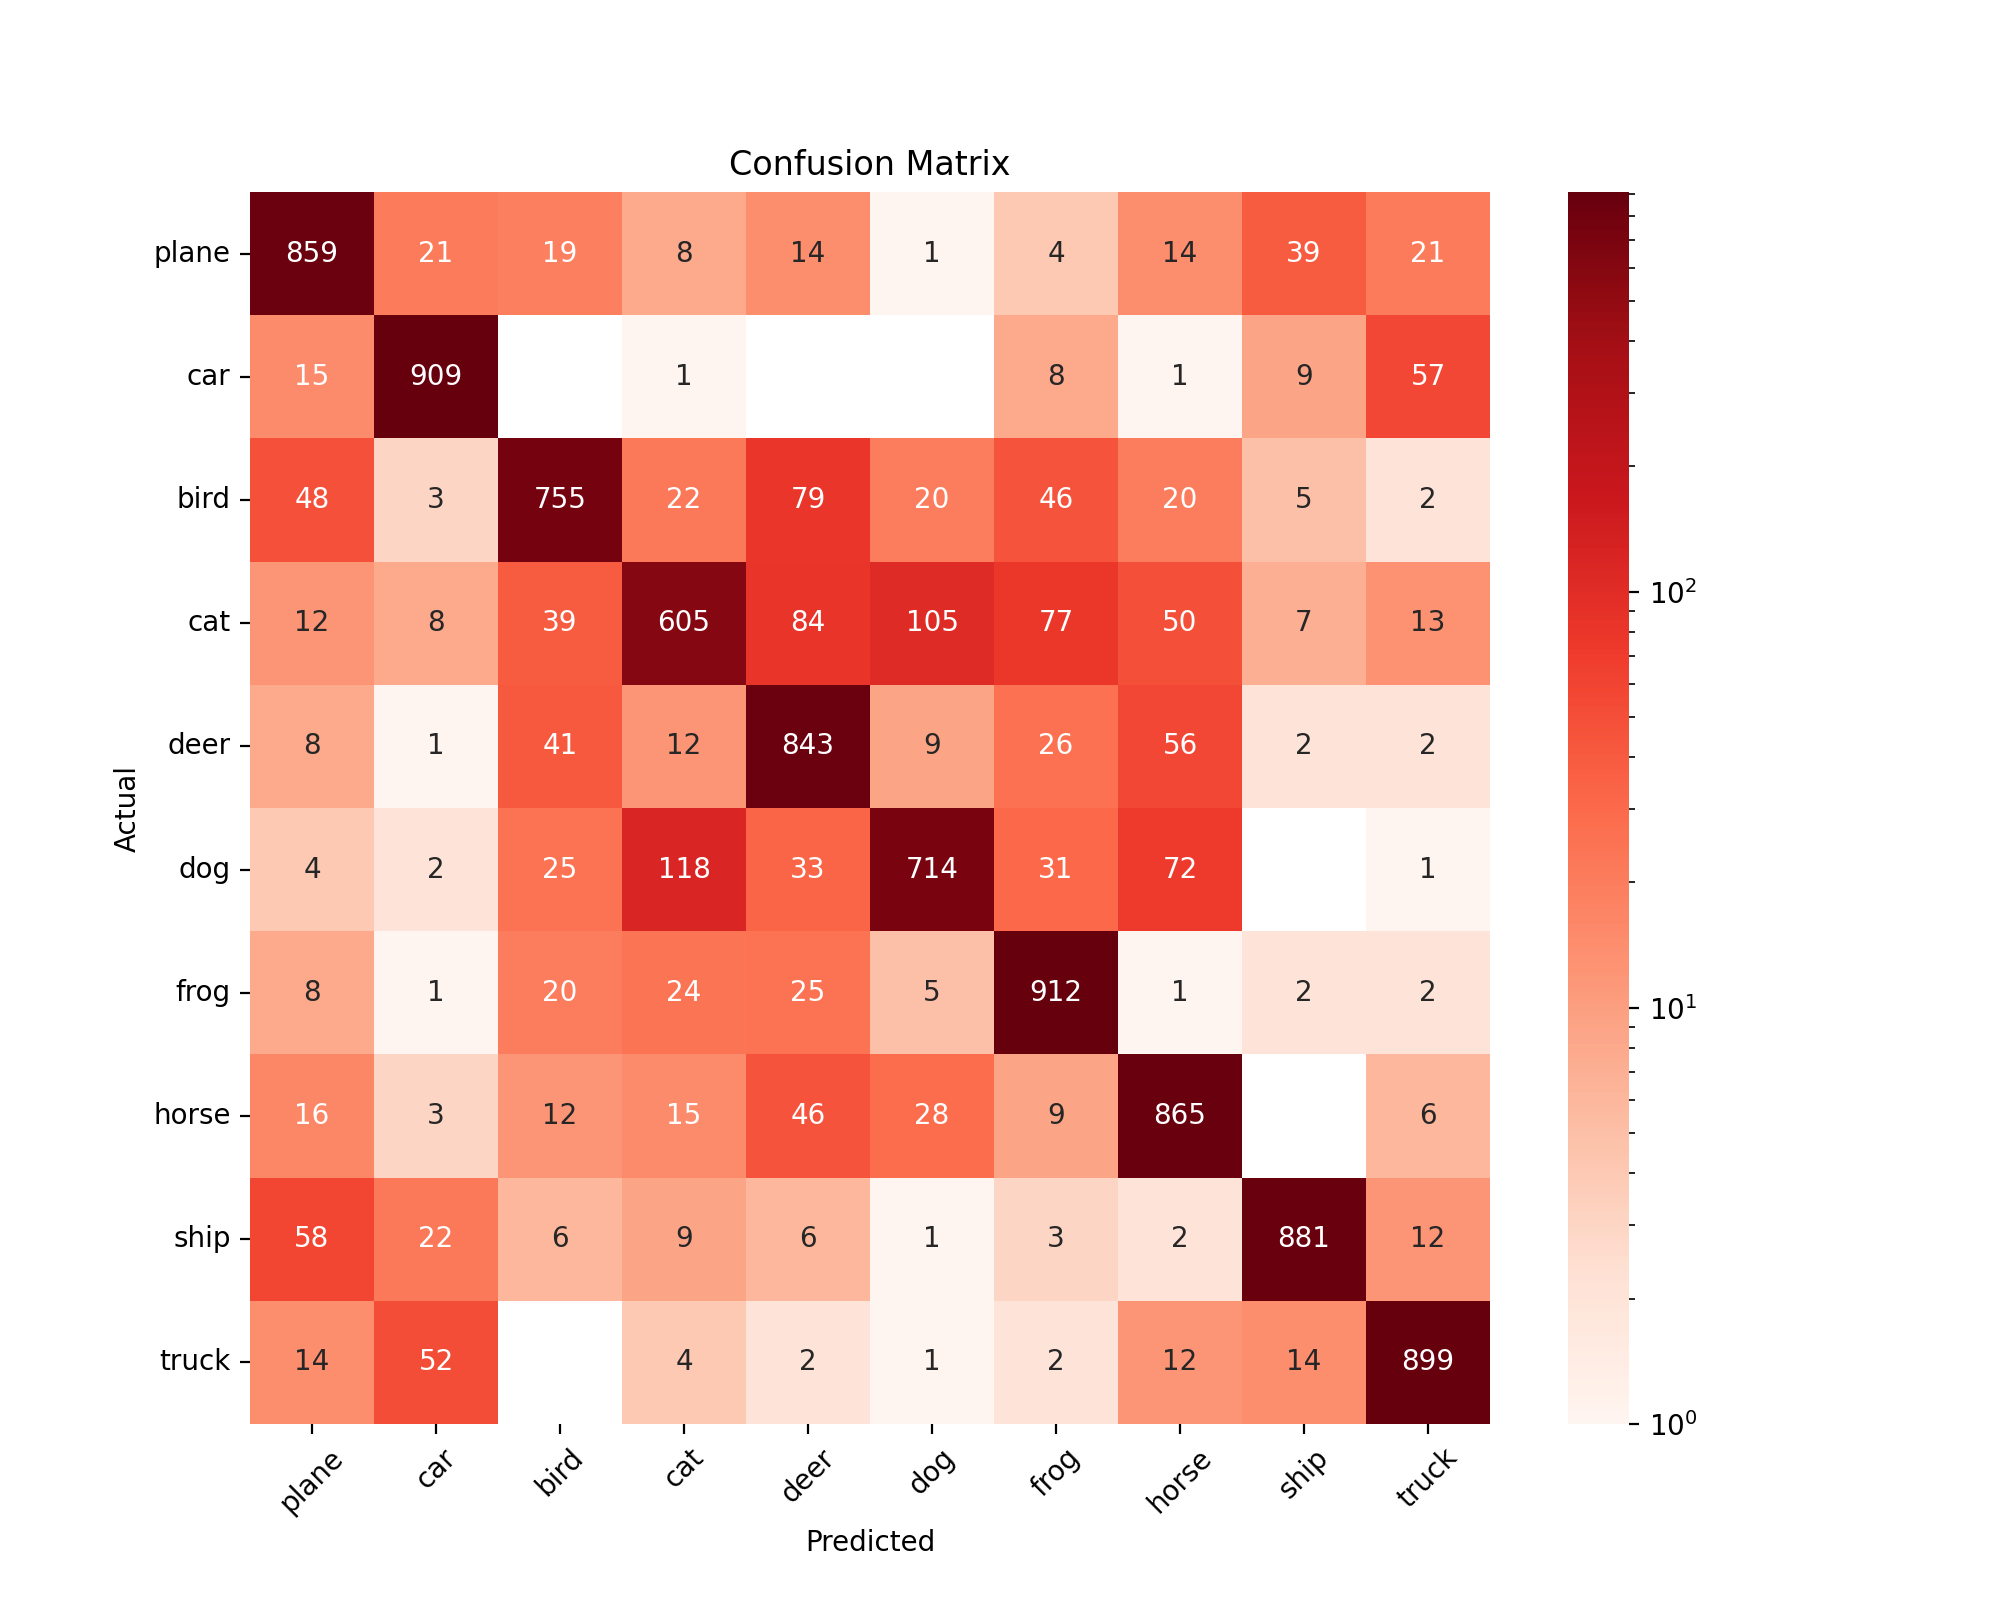 Confusion Matrix
plane 859 21 19 8 14 1 4 14 39 21
car 15 909 1 8 1 9 57
bird 48 3 755 22 79 20 46 20 5 2
cat 12 8 39 605 84 105 77 50 7 13
10²
deer 8 1 41 12 843 9 26 56 2 2
Actual
dog 4 2 25 118 33 714 31 72 1
frog 8 1 20 24 25 5 912 1 2 2
10¹
horse 16 3 12 15 46 28 9 865 6
ship 58 22 6 9 6 1 3 2 881 12
truck 14 52 4 2 1 2 12 14 899
10⁰
plane car bird cat deer dog frog horse ship truck
Predicted